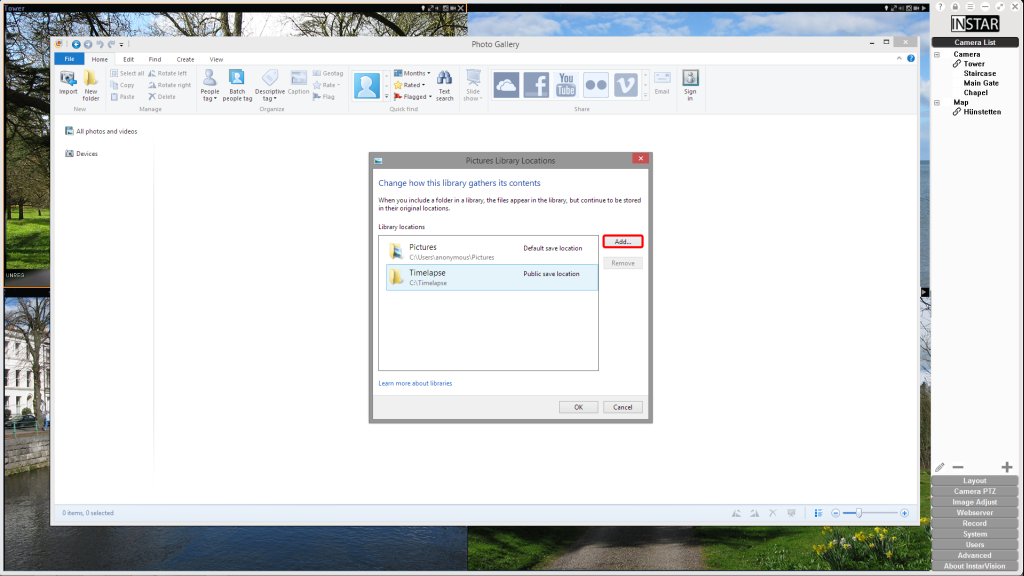 Tower
Photo Gallery
File
Home
Edit
Find
Create
View
Import
New folder
Select all
Copy
Paste
Rotate left
Rotate right
Delete
People tag
Batch people tag
Descriptive tag
Caption
Geotag
Rate
Flag
Months
Rated
Flagged
Text search
Slide show
You
Tube
Email
Sign in
New
Manage
Organize
Quick find
Share
All photos and videos
Devices
Pictures Library Locations
Change how this library gathers its contents
When you include a folder in a library, the files appear in the library, but continue to be stored
in their original locations.
Library locations
Pictures
Default save location
C:\Users\anonymous\Pictures
Timelapse
Public save location
C:\Timelapse
Add...
Remove
Learn more about libraries
OK
Cancel
0 items, 0 selected
INSTAR
Camera List
Camera
Tower
Staircase
Main Gate
Chapel
Map
Hünstetten
Layout
Camera PTZ
Image Adjust
Webserver
Record
System
Users
Advanced
About InstarVision